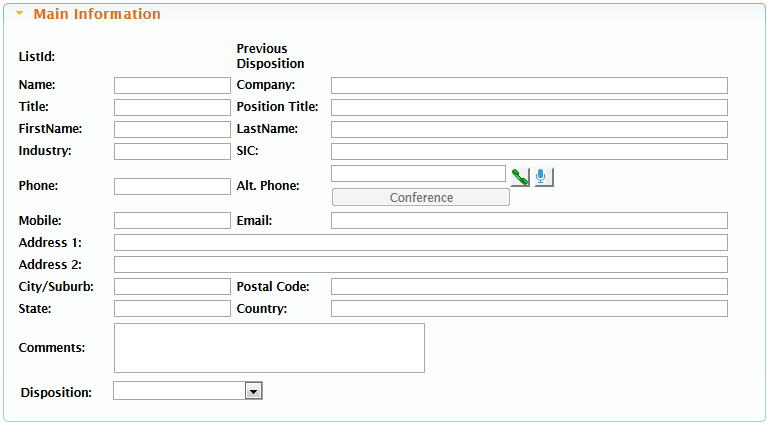 Main Information
ListId: Previous
Disposition
Name: Company:
Title: Position Title:
FirstName: LastName:
Industry: SIC:
Phone: Alt. Phone:
Conference
Mobile: Email:
Address 1:
Address 2:
City/Suburb: Postal Code:
State: Country:
Comments:
Disposition: